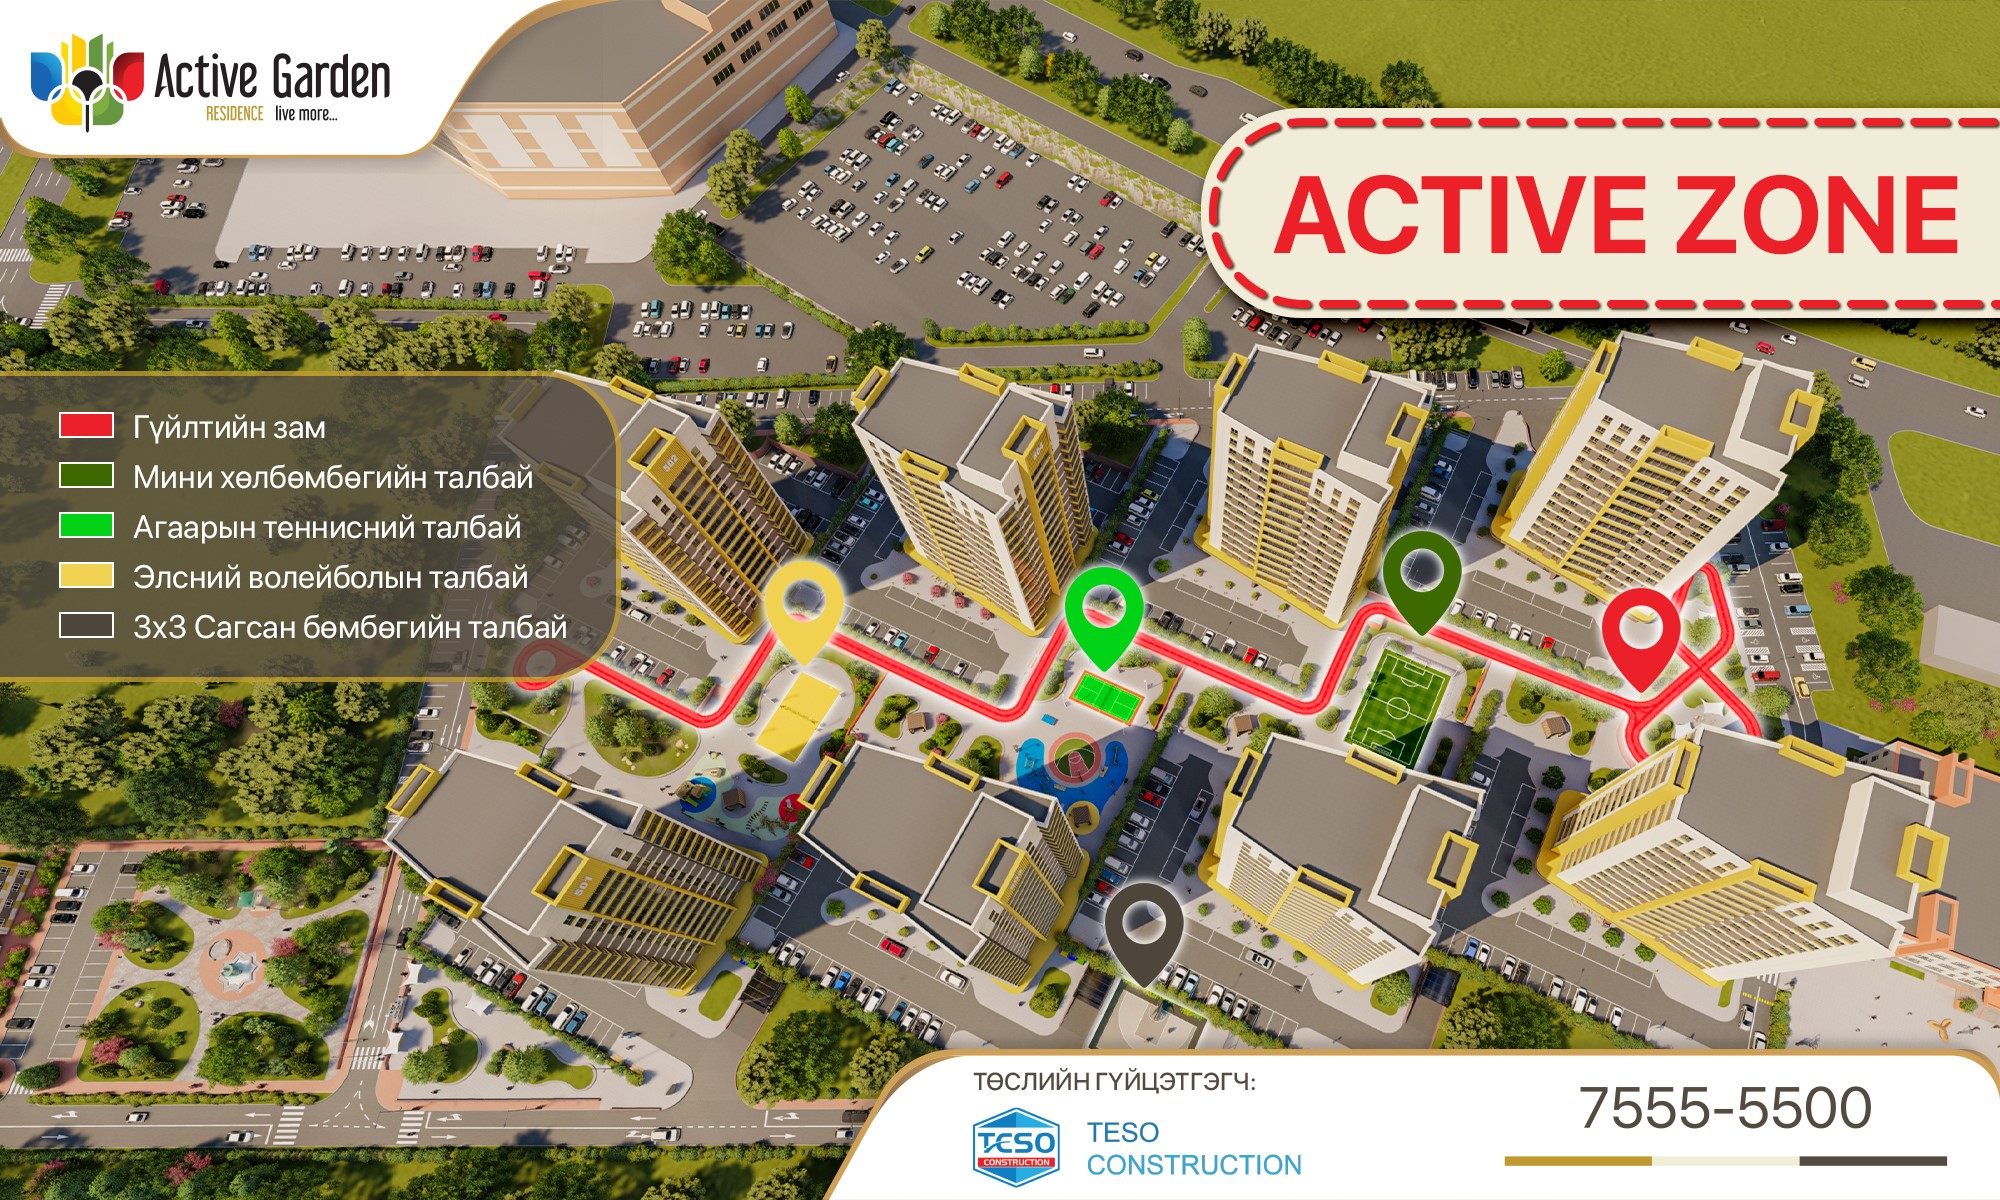 Active Garden
RESIDENCE live more...
ACTIVE ZONE
Гүйлтийн зам
Мини хөлбөмбөгийн талбай
Агаарын теннисний талбай
Элсний волейболын талбай
3x3 Сагсан бөмбөгийн талбай
502
501
ТӨСЛИЙН ГҮЙЦЭТГЭГЧ:
TESO
CONSTRUCTION
TESO
CONSTRUCTION
7555-5500